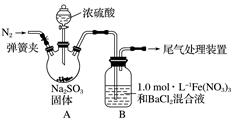 浓硫酸
N₂
弹簧夹
尾气处理装置
Na₂SO₃
固体
1.0 mol·L⁻¹Fe(NO₃)₃
和BaCl₂混合液
A
B